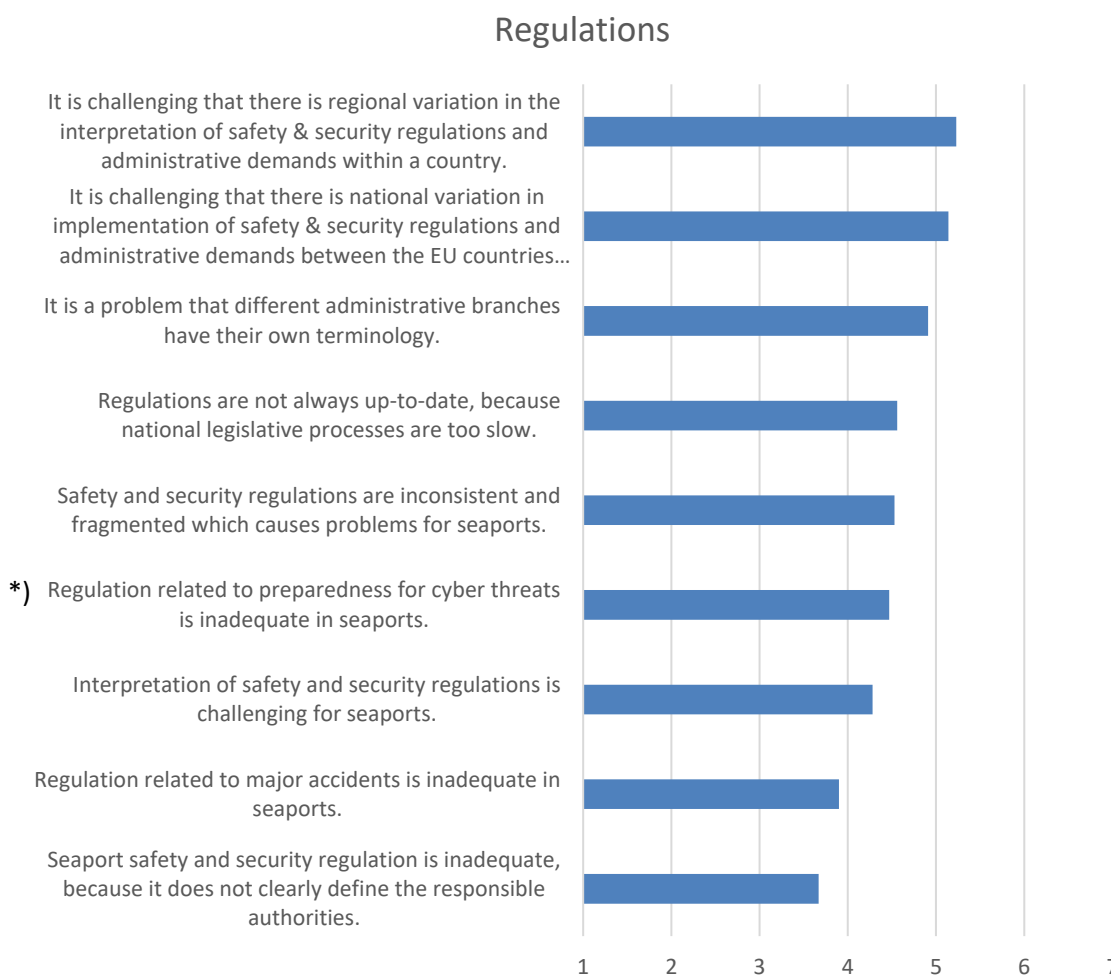 Regulations
It is challenging that there is regional variation in the
interpretation of safety & security regulations and
administrative demands within a country.
It is challenging that there is national variation in
implementation of safety & security regulations and
administrative demands between the EU countries…
It is a problem that different administrative branches
have their own terminology.
Regulations are not always up-to-date, because
national legislative processes are too slow.
Safety and security regulations are inconsistent and
fragmented which causes problems for seaports.
*) Regulation related to preparedness for cyber threats
is inadequate in seaports.
Interpretation of safety and security regulations is
challenging for seaports.
Regulation related to major accidents is inadequate in
seaports.
Seaport safety and security regulation is inadequate,
because it does not clearly define the responsible
authorities.
1 2 3 4 5 6 7